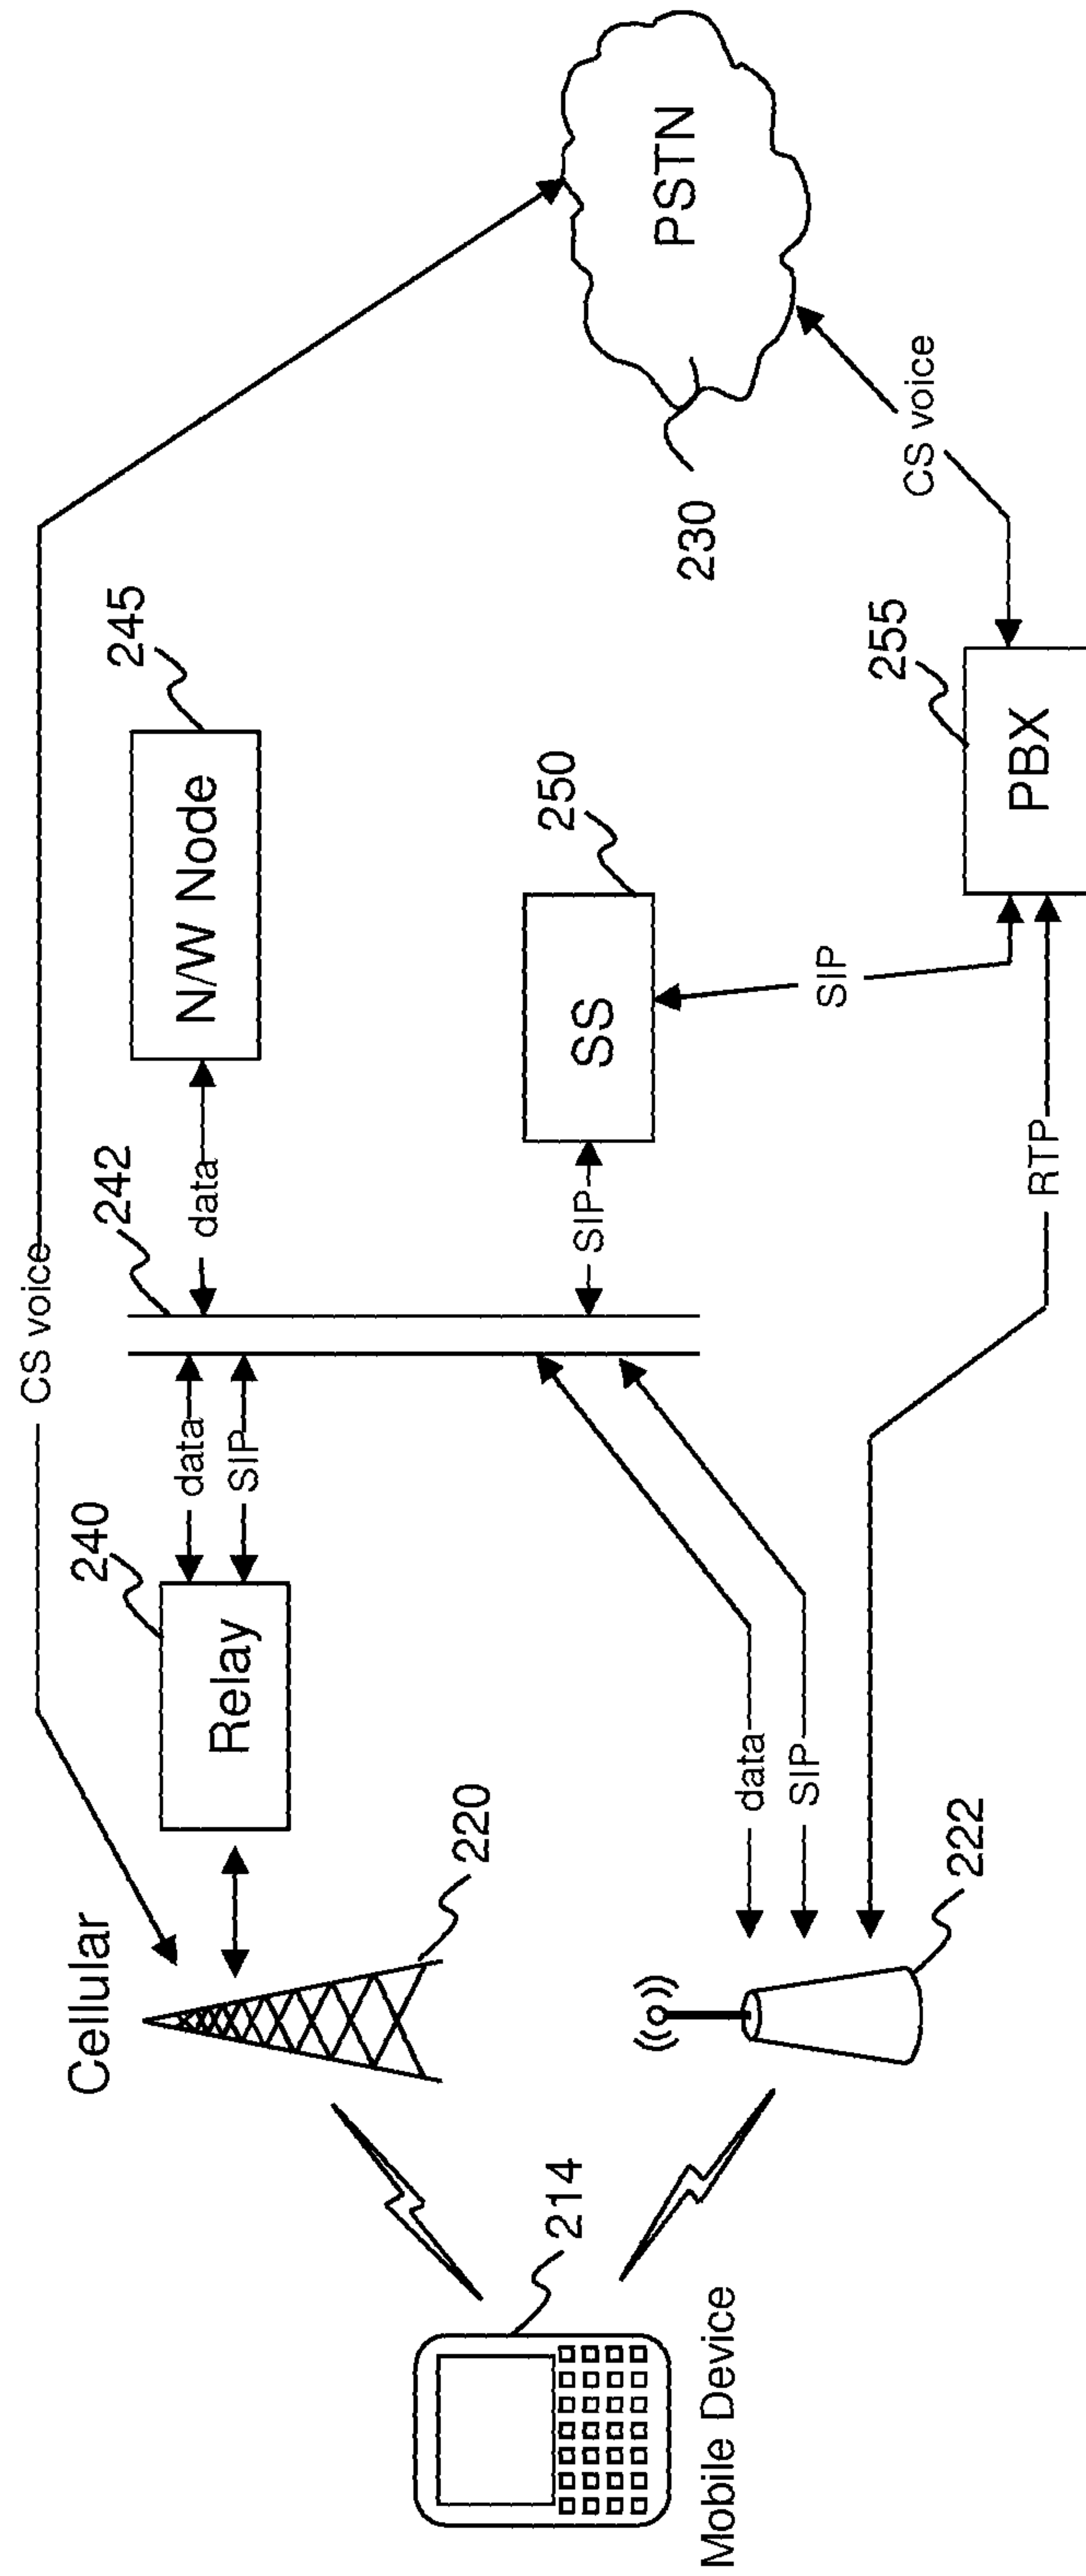 CS voice
Cellular
240
Relay
data
SIP
242
data
245
N/W Node
220
250
SS
SIP
230
PSTN
CS voice
214
Mobile Device
data
SIP
222
SIP
RTP
255
PBX